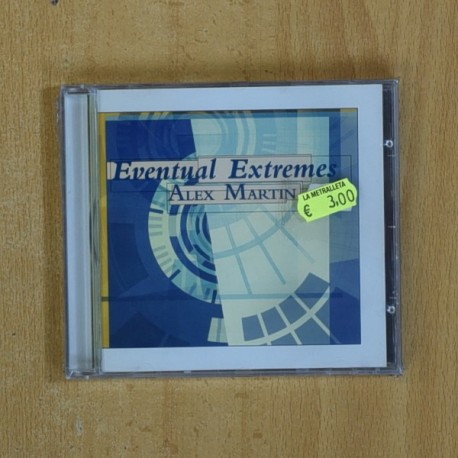 Eventual Extremes
ALEX MARTIN
LA METRALLETA
€ 3,00